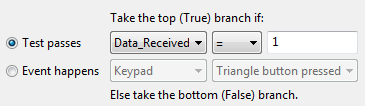 Take the top (True) branch if:
Test passes Data_Received = 1
Event happens Keypad Triangle button pressed
Else take the bottom (False) branch.